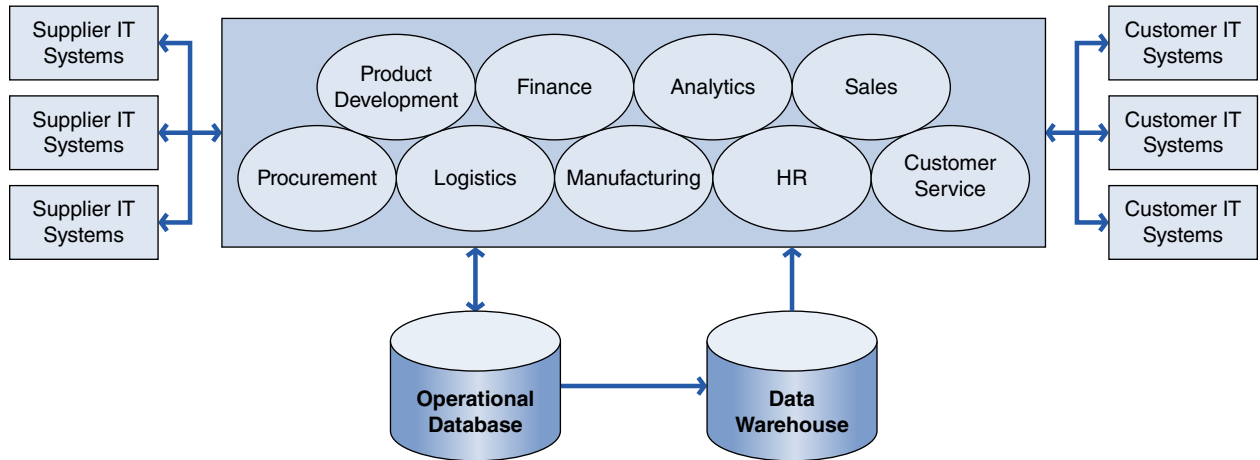 Supplier IT
Systems
Supplier IT
Systems
Supplier IT
Systems
Product
Development
Finance
Analytics
Sales
Procurement
Logistics
Manufacturing
HR
Customer
Service
Customer IT
Systems
Customer IT
Systems
Customer IT
Systems
Operational
Database
Data
Warehouse